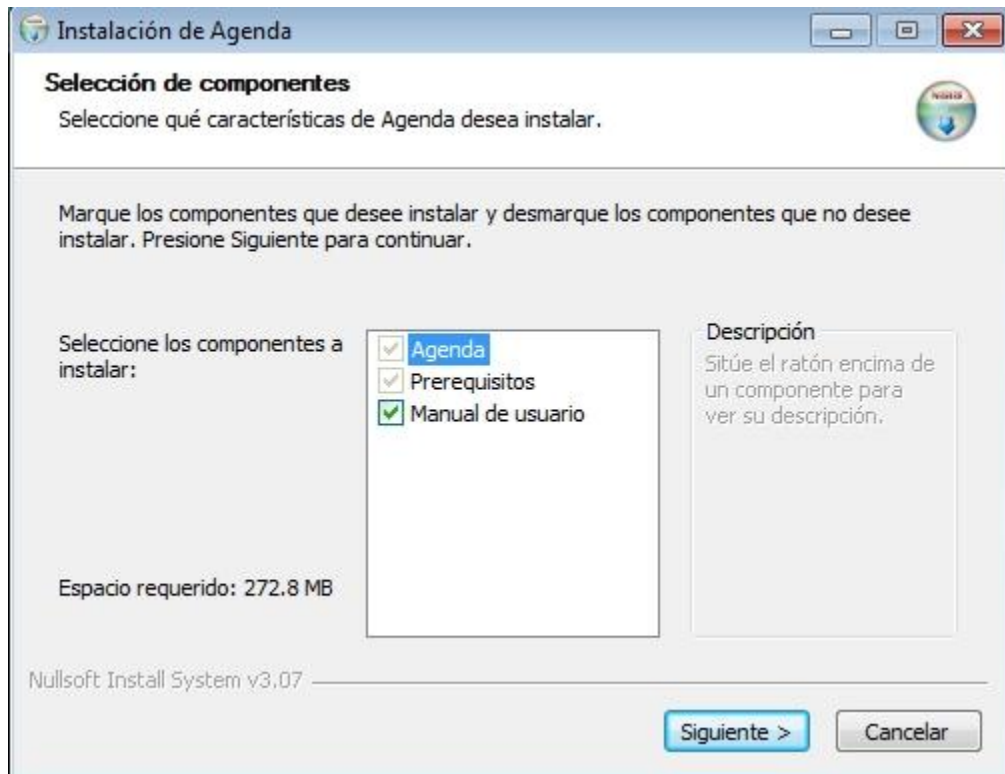 Instalación de Agenda
Selección de componentes
Seleccione qué características de Agenda desea instalar.
Marque los componentes que desee instalar y desmarque los componentes que no desee
instalar. Presione Siguiente para continuar.
Seleccione los componentes a
instalar:
Agenda
Prerequisitos
Manual de usuario
Descripción
Sitúe el ratón encima de
un componente para
ver su descripción.
Espacio requerido: 272.8 MB
Nullsoft Install System v3.07
Siguiente >
Cancelar